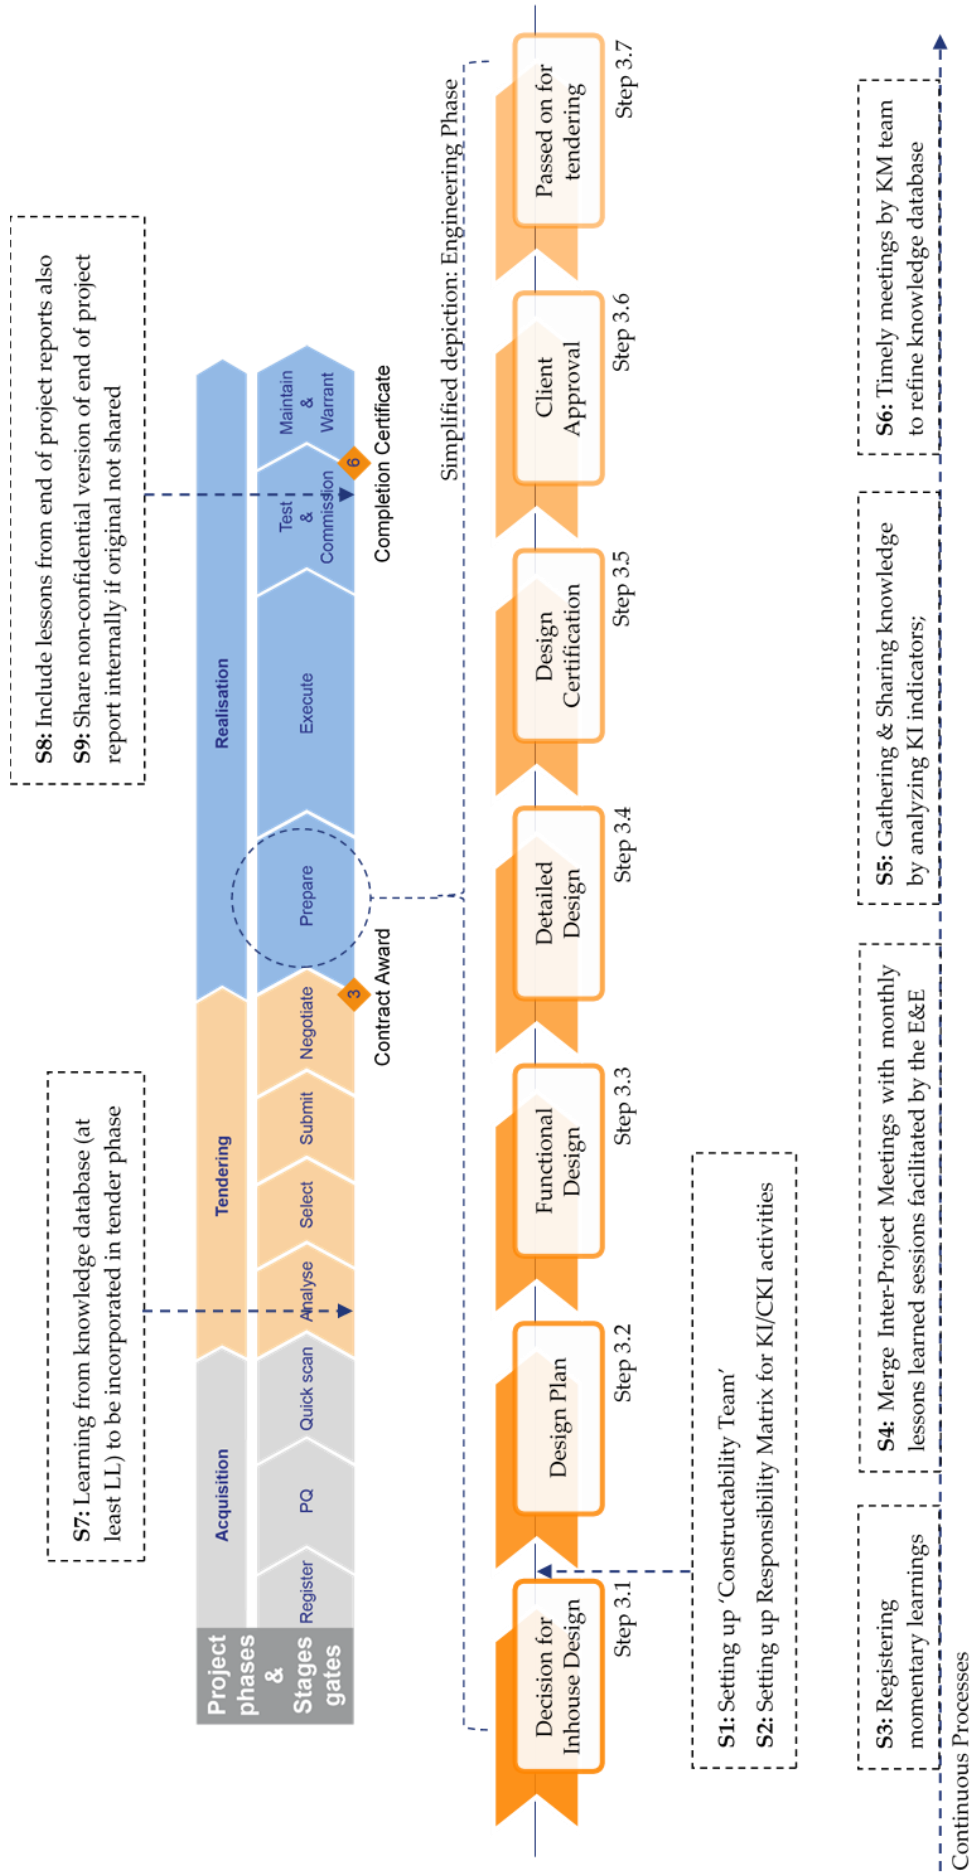 S7: Learning from knowledge database (at
least LL) to be incorporated in tender phase
S8: Include lessons from end of project reports also
S9: Share non-confidential version of end of project
report internally if original not shared
Project
phases
&
Stages
gates
Acquisition
Tendering
Realisation
Register
PQ
Quick scan
Analyse
Select
Submit
Negotiate
Prepare
Execute
Test
&
Commission
Maintain
&
Warrant
3
Contract Award
6
Completion Certificate
Simplified depiction: Engineering Phase
Decision for
Inhouse Design
Step 3.1
Design Plan
Step 3.2
Functional
Design
Step 3.3
Detailed
Design
Step 3.4
Design
Certification
Step 3.5
Client
Approval
Step 3.6
Passed on for
tendering
Step 3.7
S1: Setting up ‘Constructability Team’
S2: Setting up Responsibility Matrix for KI/CKI activities
S3: Registering
momentary learnings
S4: Merge Inter-Project Meetings with monthly
lessons learned sessions facilitated by the E&E
S5: Gathering & Sharing knowledge
by analyzing KI indicators;
S6: Timely meetings by KM team
to refine knowledge database
Continuous Processes